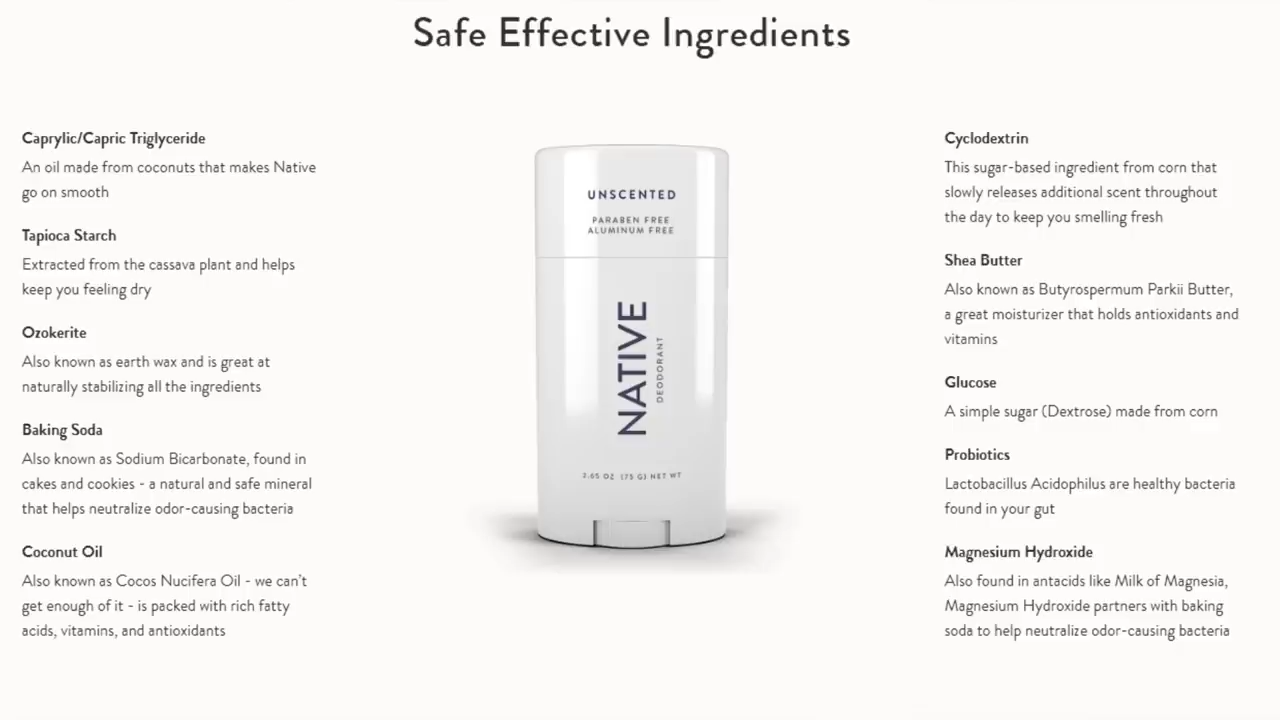 Safe Effective Ingredients
Caprylic/Capric Triglyceride
An oil made from coconuts that makes Native
go on smooth
Tapioca Starch
Extracted from the cassava plant and helps
keep you feeling dry
Ozokerite
Also known as earth wax and is great at
naturally stabilizing all the ingredients
Baking Soda
Also known as Sodium Bicarbonate, found in
cakes and cookies - a natural and safe mineral
that helps neutralize odor-causing bacteria
Coconut Oil
Also known as Cocos Nucifera Oil - we can't
get enough of it - is packed with rich fatty
acids, vitamins, and antioxidants
UNSCENTED
PARABEN FREE
ALUMINUM FREE
NATIVE
DEODORANT
2.65 OZ (75 G) NET WT
Cyclodextrin
This sugar-based ingredient from corn that
slowly releases additional scent throughout
the day to keep you smelling fresh
Shea Butter
Also known as Butyrospermum Parkii Butter,
a great moisturizer that holds antioxidants and
vitamins
Glucose
A simple sugar (Dextrose) made from corn
Probiotics
Lactobacillus Acidophilus are healthy bacteria
found in your gut
Magnesium Hydroxide
Also found in antacids like Milk of Magnesia,
Magnesium Hydroxide partners with baking
soda to help neutralize odor-causing bacteria